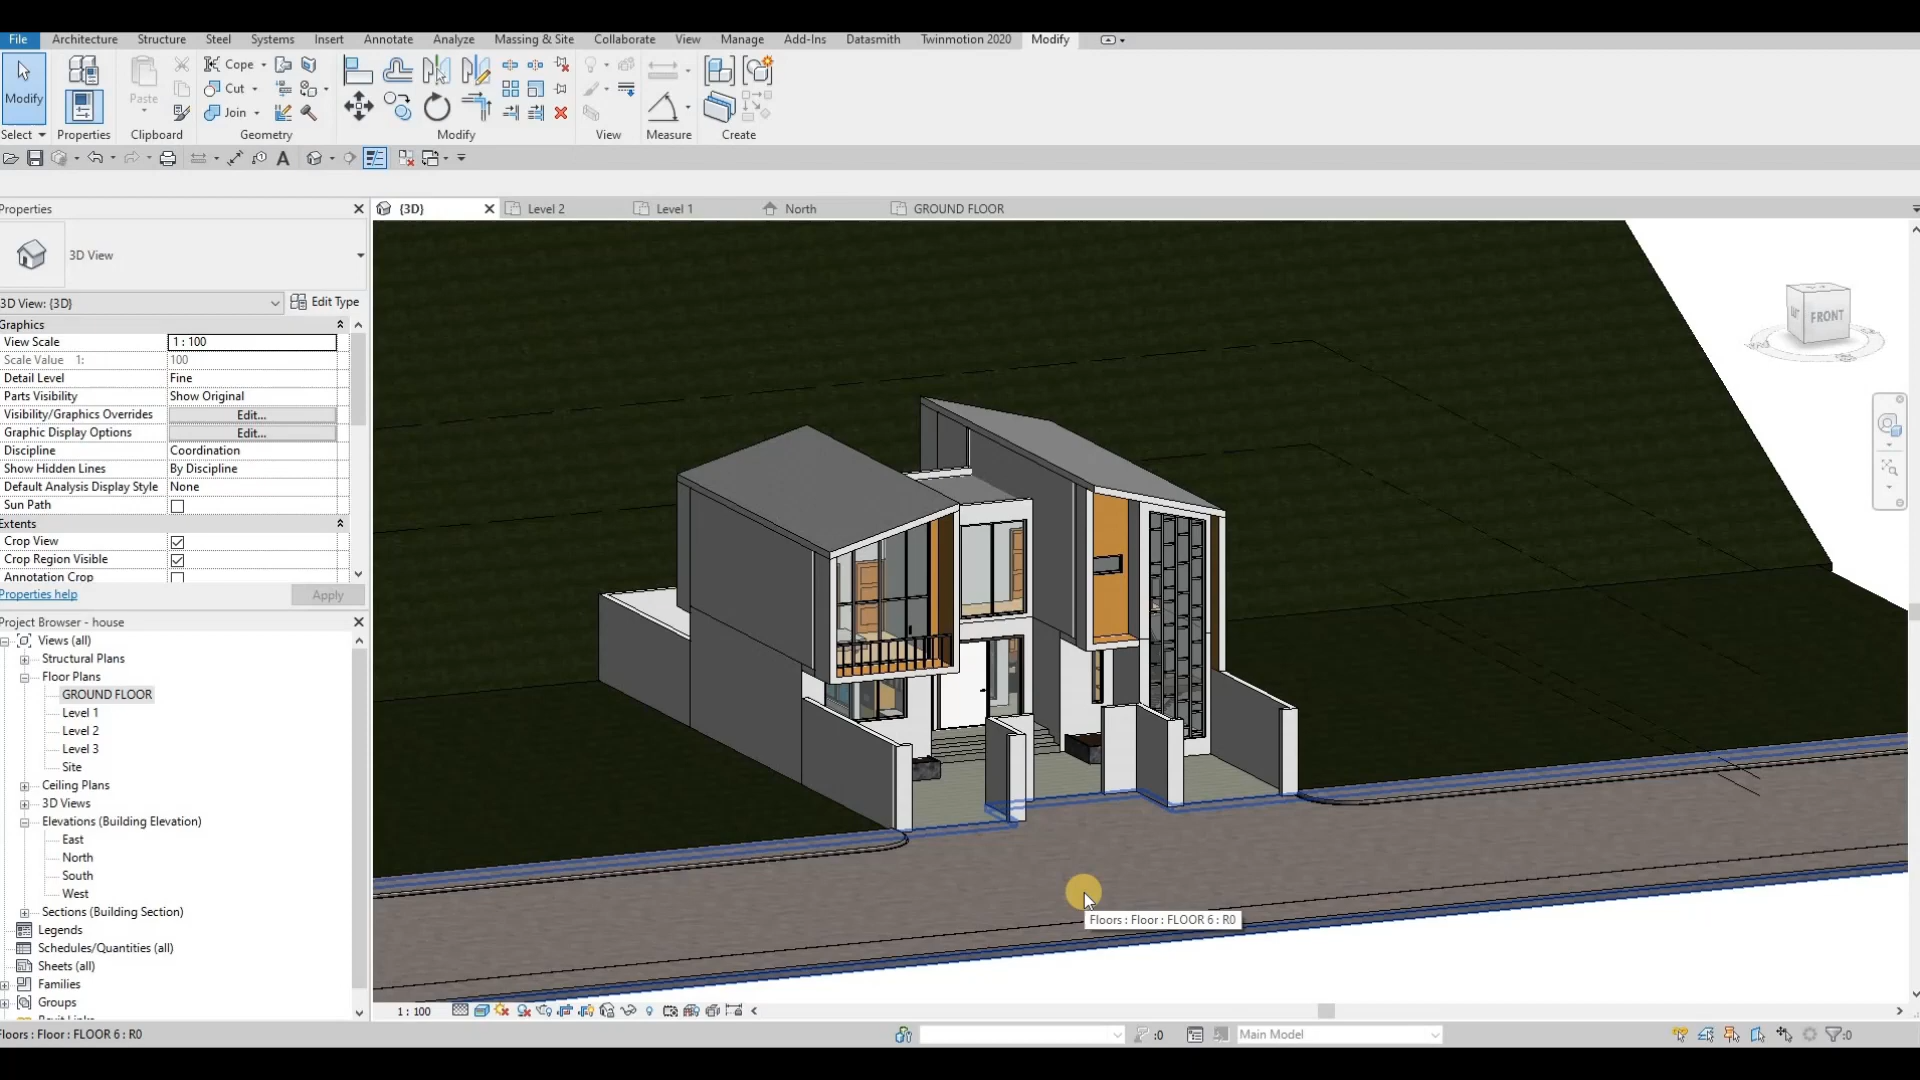 File Architecture Structure Steel Systems Insert Annotate Analyze Massing & Site Collaborate View Manage Add-Ins Datasmith Twinmotion 2020 Modify
Modify
Paste
Cope
Cut
Join
Select Properties Clipboard Geometry Modify View Measure Create
Properties
{3D} Level 2 Level 1 North GROUND FLOOR
3D View
3D View: {3D} Edit Type
Graphics
View Scale 1 : 100
Scale Value 1: 100
Detail Level Fine
Parts Visibility Show Original
Visibility/Graphics Overrides Edit...
Graphic Display Options Edit...
Discipline Coordination
Show Hidden Lines By Discipline
Default Analysis Display Style None
Sun Path
Extents
Crop View
Crop Region Visible
Annotation Crop
Properties help Apply
Project Browser - house
Views (all)
Structural Plans
Floor Plans
GROUND FLOOR
Level 1
Level 2
Level 3
Site
Ceiling Plans
3D Views
Elevations (Building Elevation)
East
North
South
West
Sections (Building Section)
Legends
Schedules/Quantities (all)
Sheets (all)
Families
Groups
FRONT
Floors : Floor : FLOOR 6 : R0
1 : 100
Floors : Floor : FLOOR 6 : R0
:0 Main Model :0